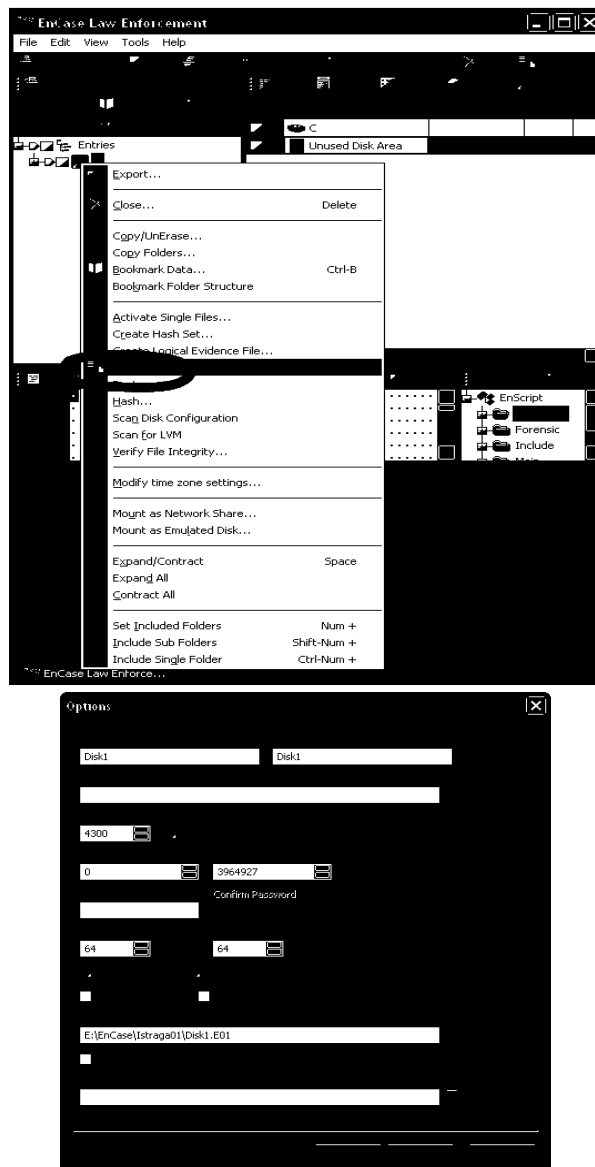 EnCase Law Enforcement
File Edit View Tools Help
C
Entries
Unused Disk Area
Export...
Close... Delete
Copy/UnErase...
Copy Folders...
Bookmark Data... Ctrl-B
Bookmark Folder Structure
Activate Single Files...
Create Hash Set...
Create Logical Evidence File...
Hash...
Scan Disk Configuration
Scan for LVM
Verify File Integrity...
Modify time zone settings...
Mount as Network Share...
Mount as Emulated Disk...
Expand/Contract Space
Expand All
Contract All
Set Included Folders Num +
Include Sub Folders Shift-Num +
Include Single Folder Ctrl-Num +
EnScript
Forensic
Include
Main
EnCase Law Enforce...
Options
Disk1 Disk1
4300
0 3964927
Confirm Password
64 64
E:\EnCase\Istraga01\Disk1.E01